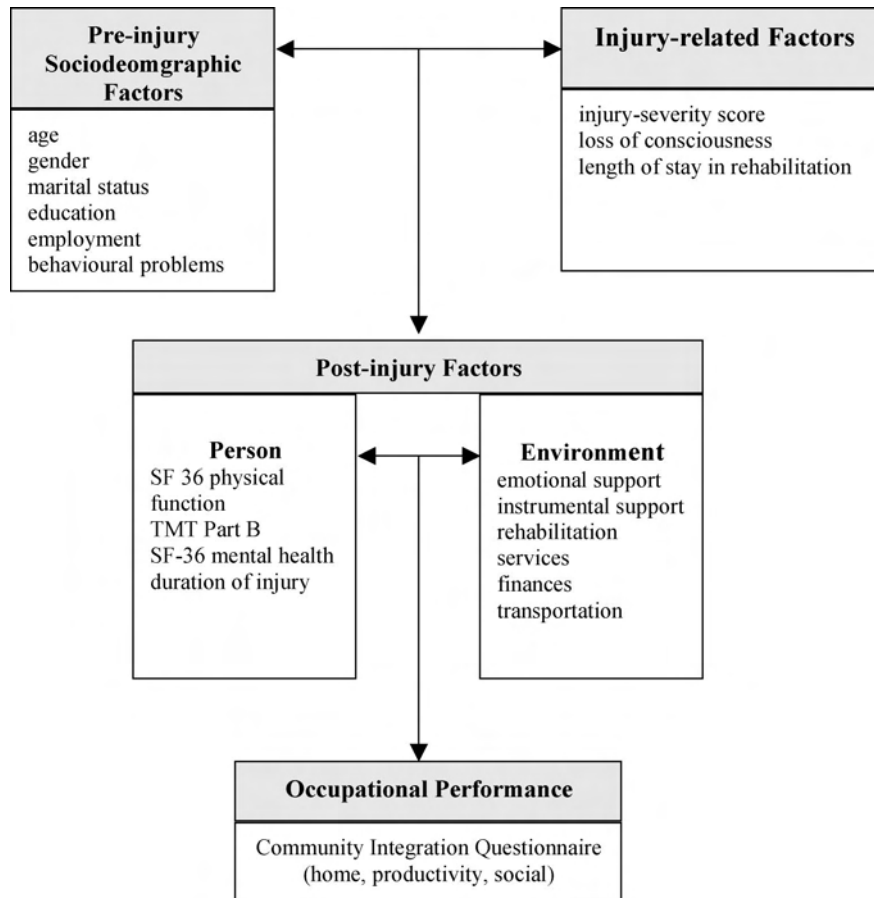 Pre-injury
Sociodeomgraphic
Factors
age
gender
marital status
education
employment
behavioural problems
Injury-related Factors
injury-severity score
loss of consciousness
length of stay in rehabilitation
Post-injury Factors
Person
SF 36 physical
function
TMT Part B
SF-36 mental health
duration of injury
Environment
emotional support
instrumental support
rehabilitation
services
finances
transportation
Occupational Performance
Community Integration Questionnaire
(home, productivity, social)